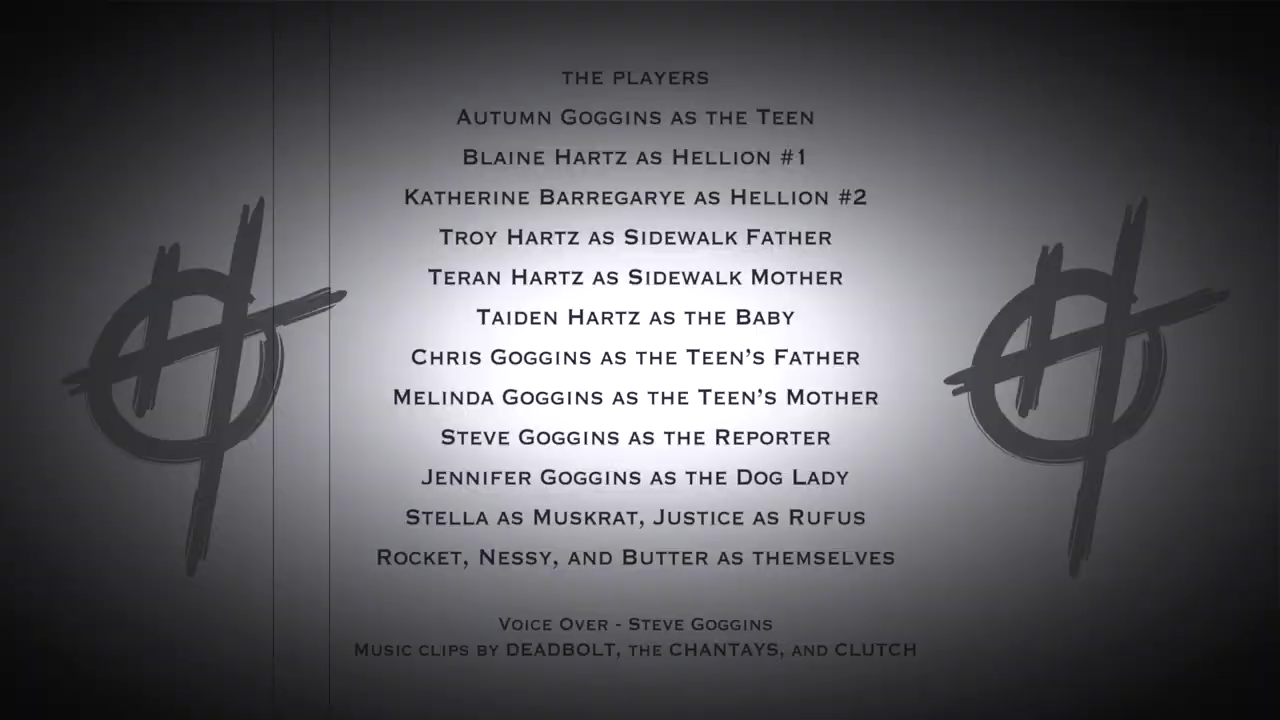 THE PLAYERS
AUTUMN GOGGINS AS THE TEEN
BLAINE HARTZ AS HELLION #1
KATHERINE BARREGARYE AS HELLION #2
TROY HARTZ AS SIDEWALK FATHER
TERAN HARTZ AS SIDEWALK MOTHER
TAIDEN HARTZ AS THE BABY
CHRIS GOGGINS AS THE TEEN’S FATHER
MELINDA GOGGINS AS THE TEEN’S MOTHER
STEVE GOGGINS AS THE REPORTER
JENNIFER GOGGINS AS THE DOG LADY
STELLA AS MUSKRAT, JUSTICE AS RUFUS
ROCKET, NESSY, AND BUTTER AS THEMSELVES
VOICE OVER - STEVE GOGGINS
MUSIC CLIPS BY DEADBOLT, THE CHANTAYS, AND CLUTCH